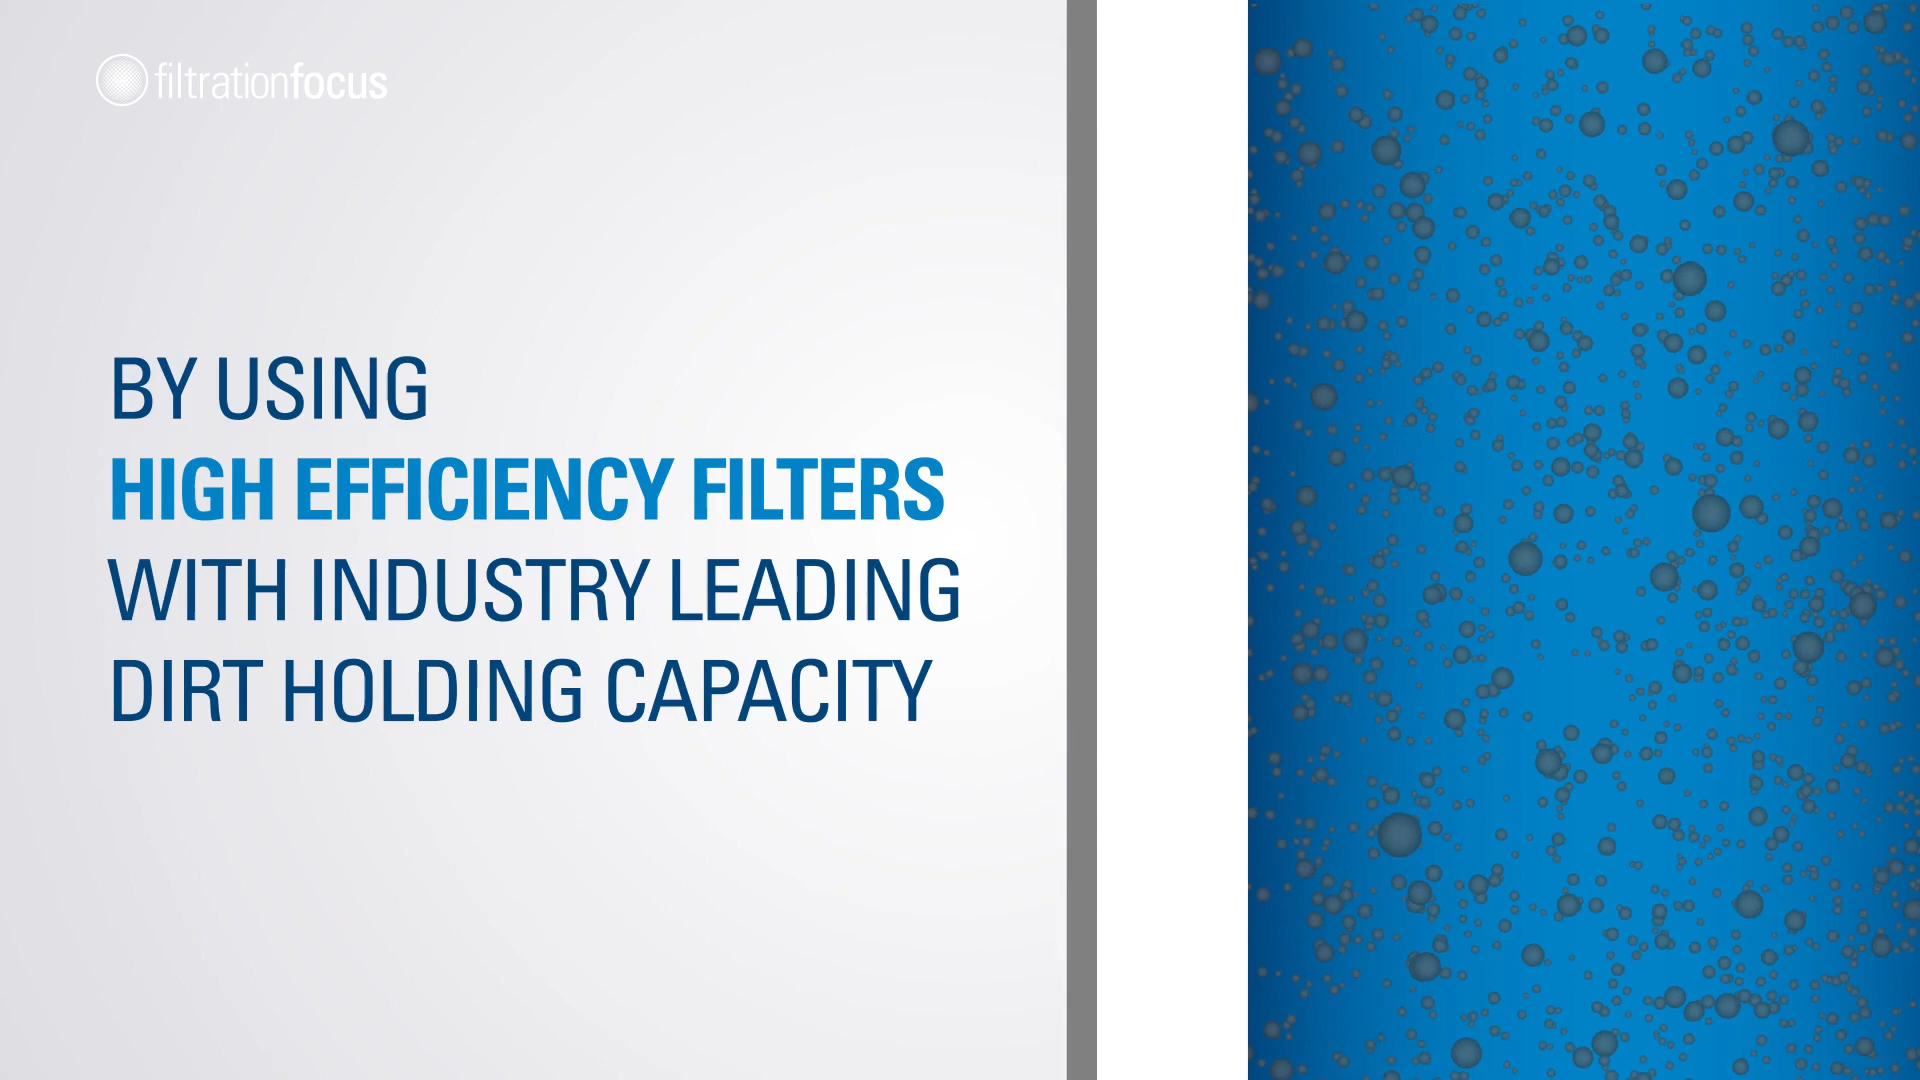 filtrationfocus
BY USING
HIGH EFFICIENCY FILTERS
WITH INDUSTRY LEADING
DIRT HOLDING CAPACITY